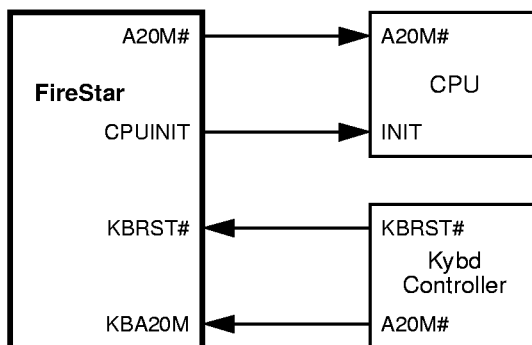 A20M#
A20M#
FireStar
CPU
CPUINIT
INIT
KBRST#
KBRST#
Kybd
Controller
KBA20M
A20M#